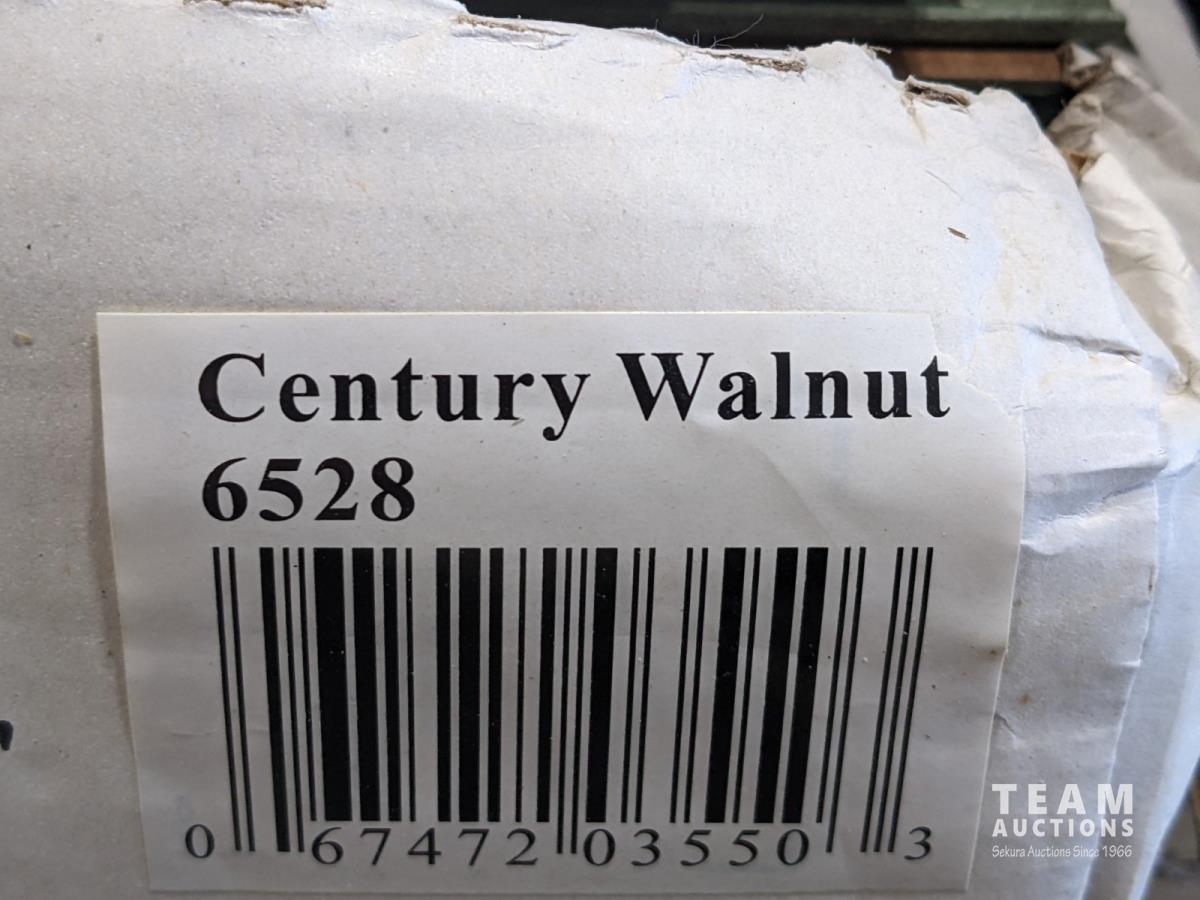 Century Walnut
6528
0 67472 03550 3
TEAM
AUCTIONS
Sekura Auctions Since 1966